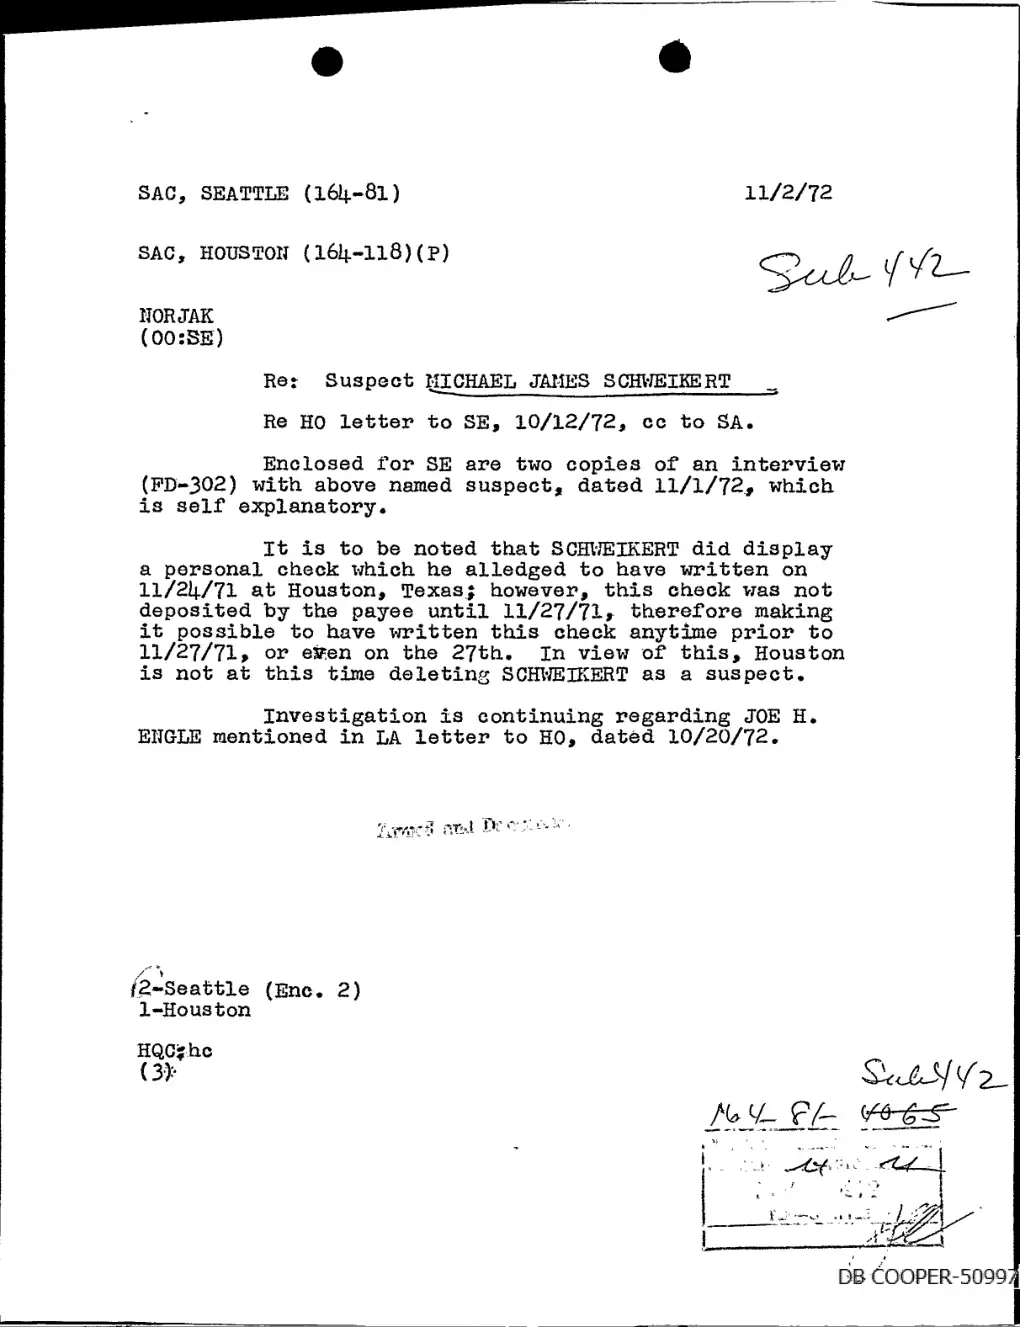 SAC, SEATTLE (164-81) 11/2/72
SAC, HOUSTON (164-118)(P)
Sub 442
NORJAK
(OO:SE)
Re: Suspect MICHAEL JAMES SCHWEIKERT
Re HO letter to SE, 10/12/72, cc to SA.
Enclosed for SE are two copies of an interview
(FD-302) with above named suspect, dated 11/1/72, which
is self explanatory.
It is to be noted that SCHWEIKERT did display
a personal check which he alledged to have written on
11/24/71 at Houston, Texas; however, this check was not
deposited by the payee until 11/27/71, therefore making
it possible to have written this check anytime prior to
11/27/71, or even on the 27th. In view of this, Houston
is not at this time deleting SCHWEIKERT as a suspect.
Investigation is continuing regarding JOE H.
ENGLE mentioned in LA letter to HO, dated 10/20/72.
and
2-Seattle (Enc. 2)
1-Houston
HQC:hc
(3)
Sub 442
164-81-4065
DB COOPER-50997